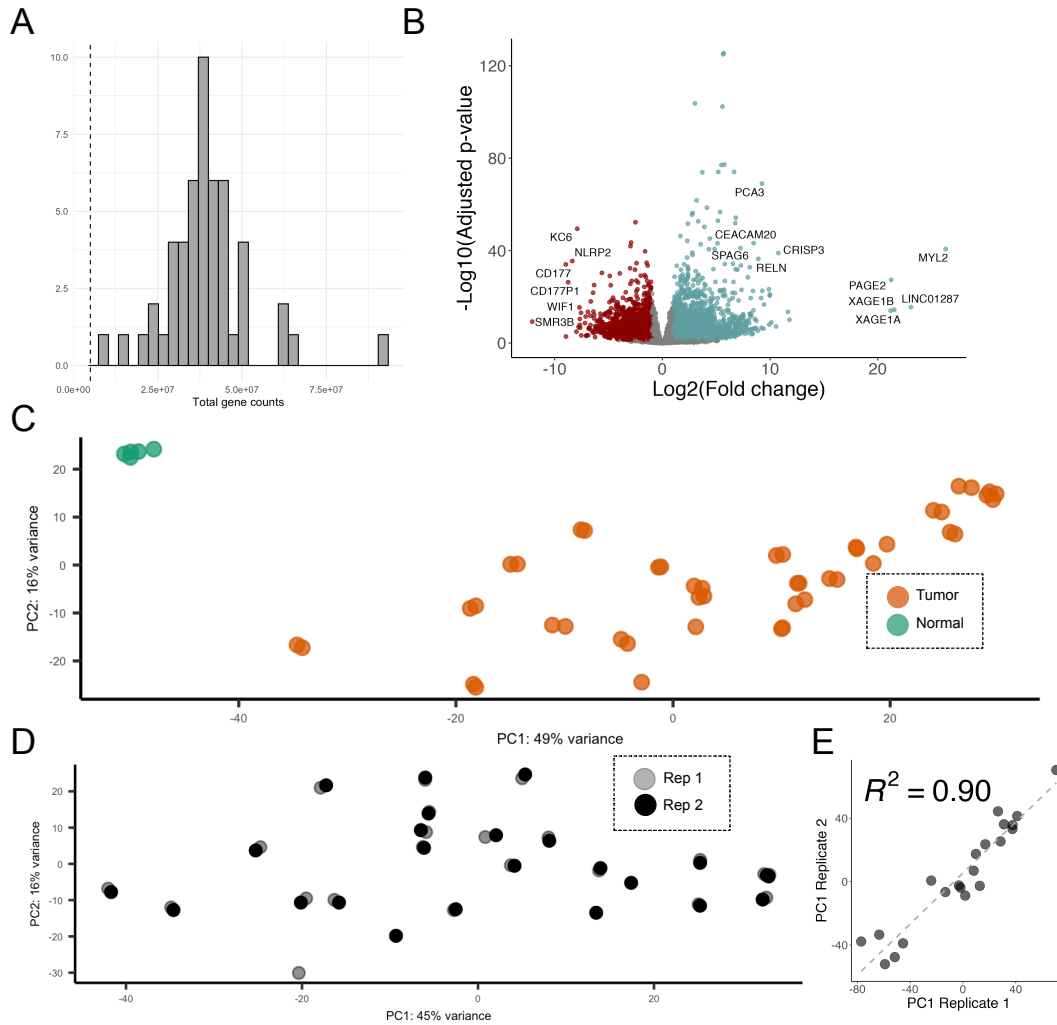 A
10.0
7.5
5.0
2.5
0.0
0.0e+00
2.5e+07
5.0e+07
7.5e+07
Total gene counts
B
-Log10(Adjusted p-value
120
80
40
0
-10
0
10
20
Log2(Fold change)
PCA3
KC6
CEACAM20
NLRP2
SPAG6
CRISP3
MYL2
CD177
RELN
CD177P1
PAGE2
WIF1
XAGE1B
LINC01287
SMR3B
XAGE1A
C
PC2: 16% variance
20
10
0
-10
-20
-40
-20
0
20
PC1: 49% variance
Tumor
Normal
D
PC2: 16% variance
20
10
0
-10
-20
-30
-40
-20
0
20
PC1: 45% variance
Rep 1
Rep 2
E
R² = 0.90
PC1 Replicate 2
40
0
-40
-80
-40
0
40
PC1 Replicate 1